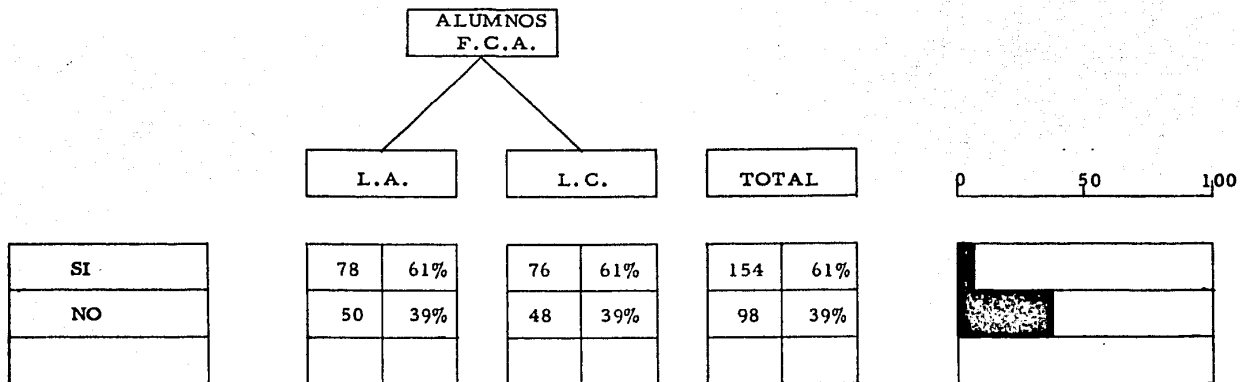 ALUMNOS
F.C.A.
L.A. L.C. TOTAL 0 50 100
SI 78 61% 76 61% 154 61%
NO 50 39% 48 39% 98 39%